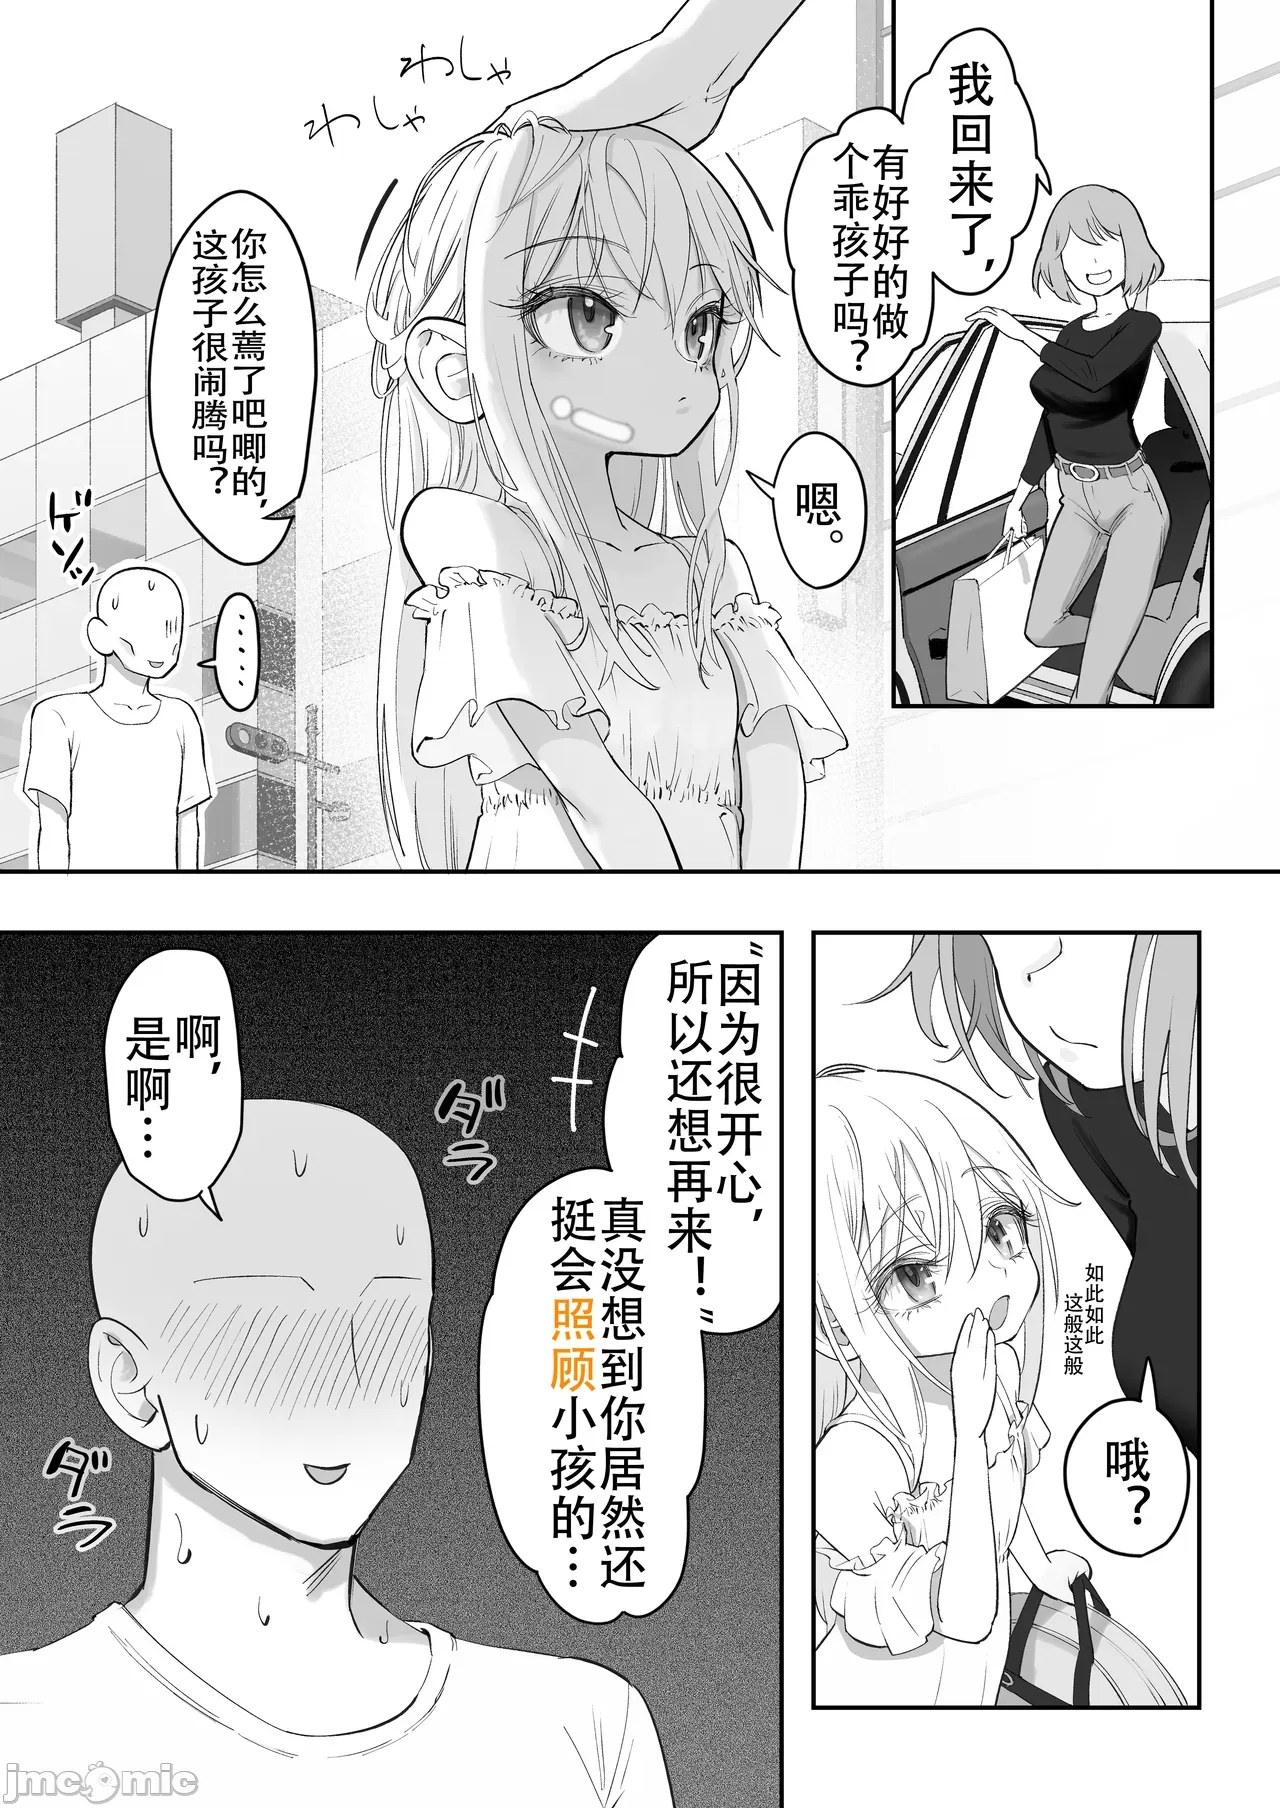 我回来了，
有好好的做
个乖孩子吗？
嗯。
わしゃ
わしゃ
你怎么蔫了吧唧的，
这孩子很闹腾吗？
ゲソッ
……
如此如此
这般这般
哦？
“因为很开心，
所以还想再来！”
真没想到你居然还
挺会照顾小孩的…
啊，
是啊…
ダラ
ダラ
jmcomic